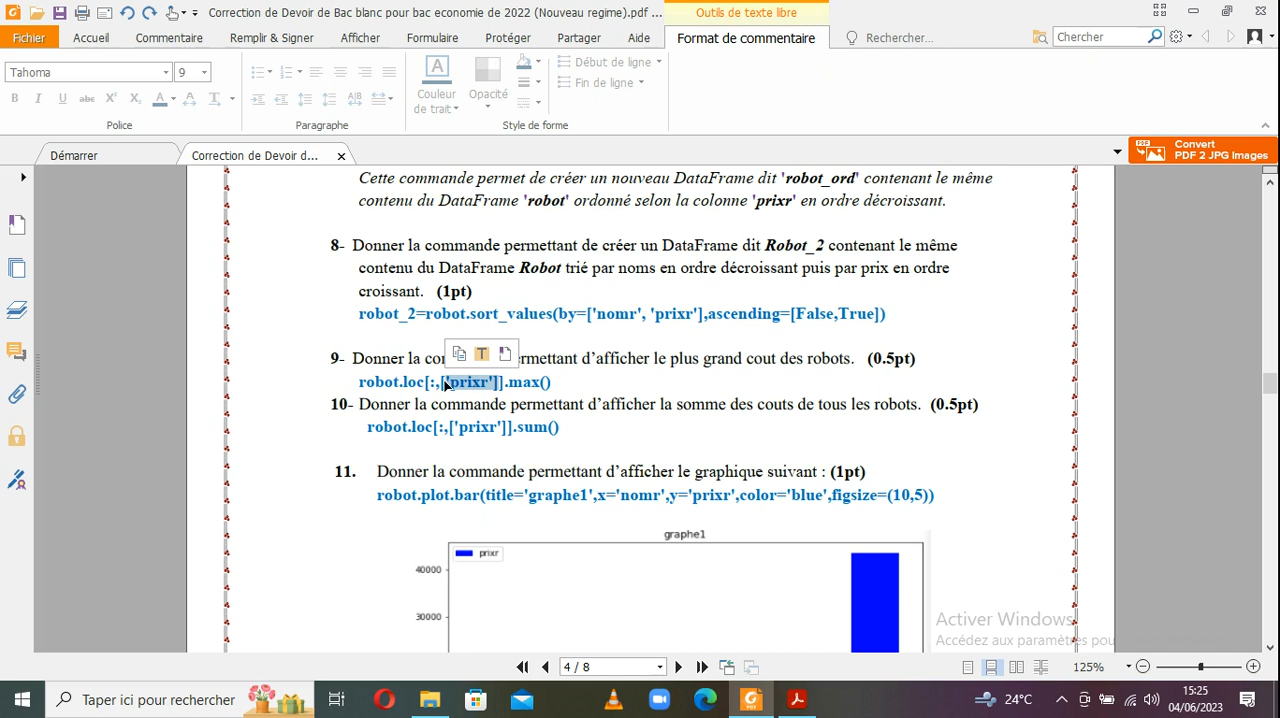 Correction de Devoir de Bac blanc pour bac economie de 2022 (Nouveau regime).pdf ...
Outils de texte libre
Fichier Accueil Commentaire Remplir & Signer Afficher Formulaire Protéger Partager Aide Format de commentaire Rechercher... Chercher
Tahoma 9
Couleur de trait
Opacité
Début de ligne
Fin de ligne
Police Paragraphe Style de forme
Démarrer Correction de Devoir d...
Convert
PDF 2 JPG Images
Cette commande permet de créer un nouveau DataFrame dit 'robot_ord' contenant le même
contenu du DataFrame 'robot' ordonné selon la colonne 'prixr' en ordre décroissant.
8- Donner la commande permettant de créer un DataFrame dit Robot_2 contenant le même
contenu du DataFrame Robot trié par noms en ordre décroissant puis par prix en ordre
croissant. (1pt)
robot_2=robot.sort_values(by=['nomr', 'prixr'],ascending=[False,True])
9- Donner la ermettant d'afficher le plus grand cout des robots. (0.5pt)
robot.loc[:,['prixr']].max()
10- Donner la commande permettant d'afficher la somme des couts de tous les robots. (0.5pt)
robot.loc[:,['prixr']].sum()
11. Donner la commande permettant d'afficher le graphique suivant : (1pt)
robot.plot.bar(title='graphe1',x='nomr',y='prixr',color='blue',figsize=(10,5))
graphe1
prixr
40000
30000
Activer Windows
Accédez aux paramètres pou
4 / 8
125%
Taper ici pour rechercher
24°C
15:25
04/06/2023